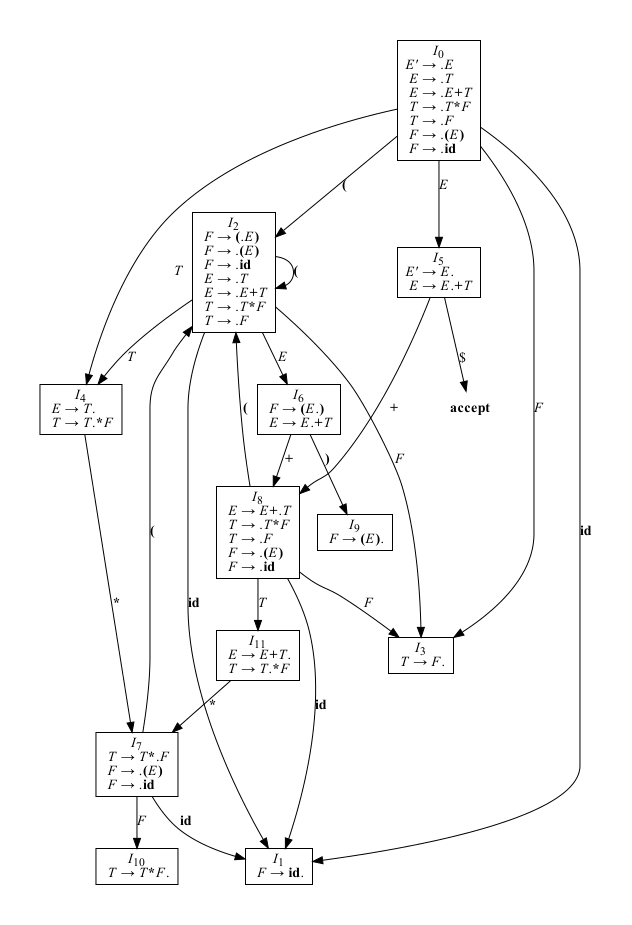 I0
E′ → .E
E → .T
E → .E+T
T → .T*F
T → .F
F → .(E)
F → .id
(
E
I2
F → (.E)
F → .(E)
F → .id
E → .T
E → .E+T
T → .T*F
T → .F
(
T
I5
E′ → E.
E → E.+T
T
E
$
I4
E → T.
T → T.*F
I6
F → (E.)
E → E.+T
accept
(
+
F
+
)
F
I8
E → E+.T
T → .T*F
T → .F
F → .(E)
F → .id
I9
F → (E).
(
id
*
id
T
F
I11
E → E+T.
T → T.*F
I3
T → F.
*
id
I7
T → T*.F
F → .(E)
F → .id
F
id
I10
T → T*F.
I1
F → id.